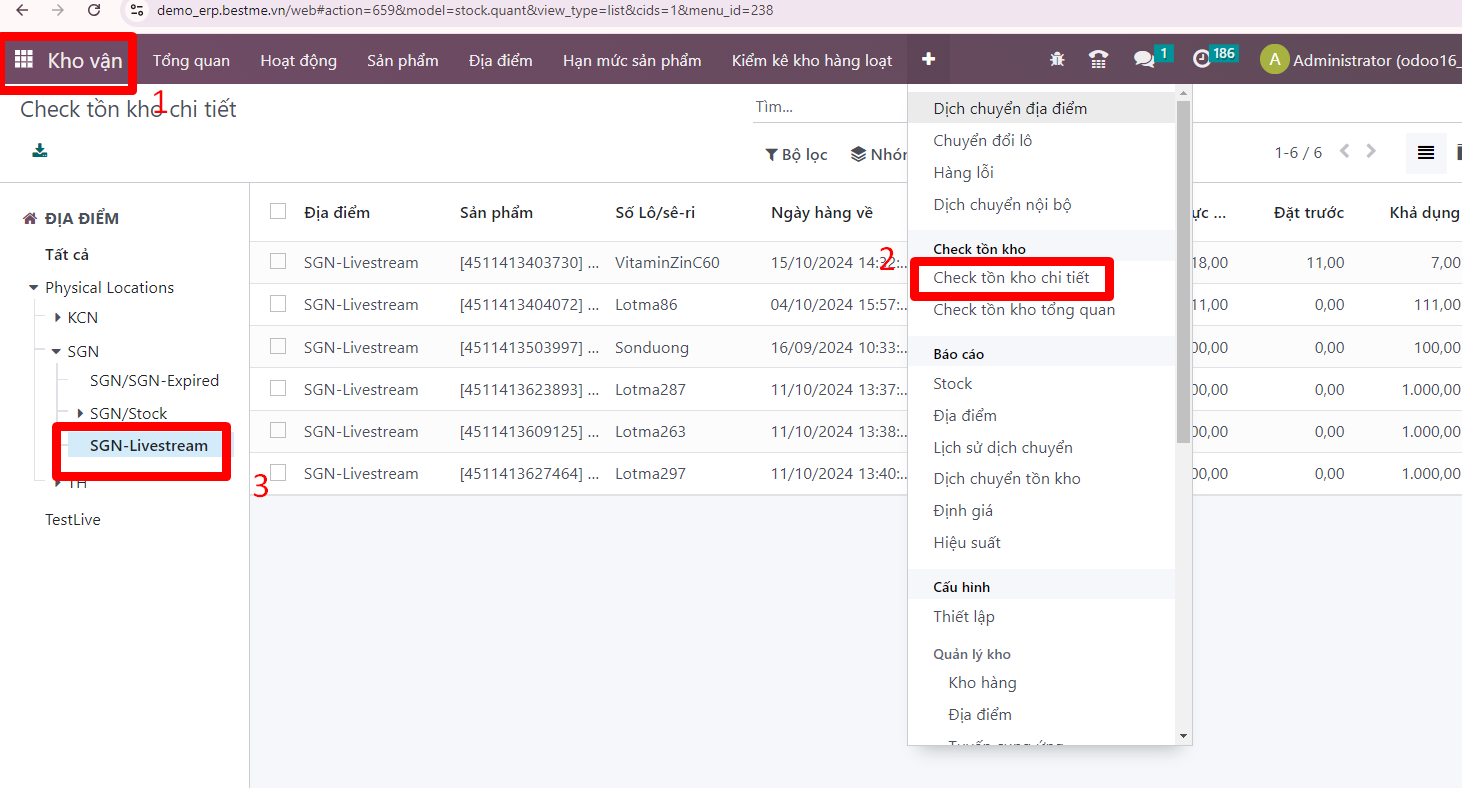 demo_erp.bestme.vn/web#action=659&model=stock.quant&view_type=list&cids=1&menu_id=238
Kho vận Tổng quan Hoạt động Sản phẩm Địa điểm Hạn mức sản phẩm Kiểm kê kho hàng loạt 1 186 A Administrator (odoo16_
1
Check tồn kho chi tiết
Tìm...
Bộ lọc
1-6 / 6
ĐỊA ĐIỂM
Tất cả
Physical Locations
KCN
SGN
SGN/SGN-Expired
SGN/Stock
SGN-Livestream
TH
TestLive
3
Địa điểm Sản phẩm Số Lô/sê-ri Ngày hàng về Đặt trước Khả dụng
SGN-Livestream [4511413403730] ... VitaminZinC60 15/10/2024 14:32:... 18,00 11,00 7,00
SGN-Livestream [4511413404072] ... Lotma86 04/10/2024 15:57:... 11,00 0,00 111,00
SGN-Livestream [4511413503997] ... Sonduong 16/09/2024 10:33:... 00,00 0,00 100,00
SGN-Livestream [4511413623893] ... Lotma287 11/10/2024 13:37:... 00,00 0,00 1.000,00
SGN-Livestream [4511413609125] ... Lotma263 11/10/2024 13:38:... 00,00 0,00 1.000,00
SGN-Livestream [4511413627464] ... Lotma297 11/10/2024 13:40:... 00,00 0,00 1.000,00
Dịch chuyển địa điểm
Chuyển đổi lô
Hàng lỗi
Dịch chuyển nội bộ
Check tồn kho
2
Check tồn kho chi tiết
Check tồn kho tổng quan
Báo cáo
Stock
Địa điểm
Lịch sử dịch chuyển
Dịch chuyển tồn kho
Định giá
Hiệu suất
Cấu hình
Thiết lập
Quản lý kho
Kho hàng
Địa điểm